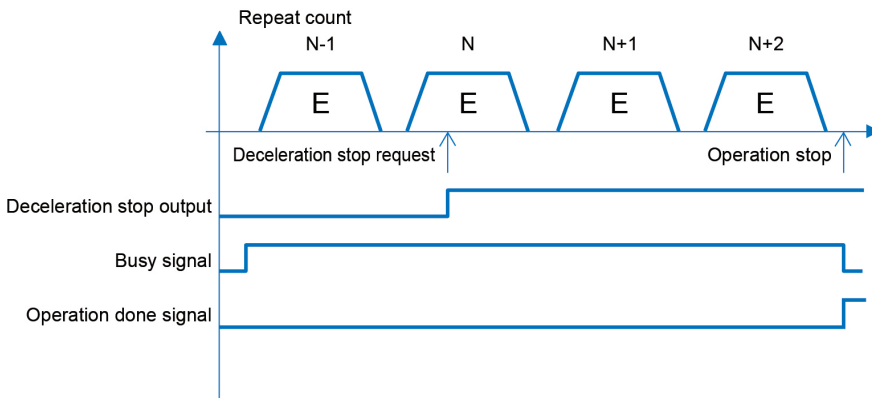 Repeat count
N-1 N N+1 N+2
E E E E
Deceleration stop request Operation stop
Deceleration stop output
Busy signal
Operation done signal